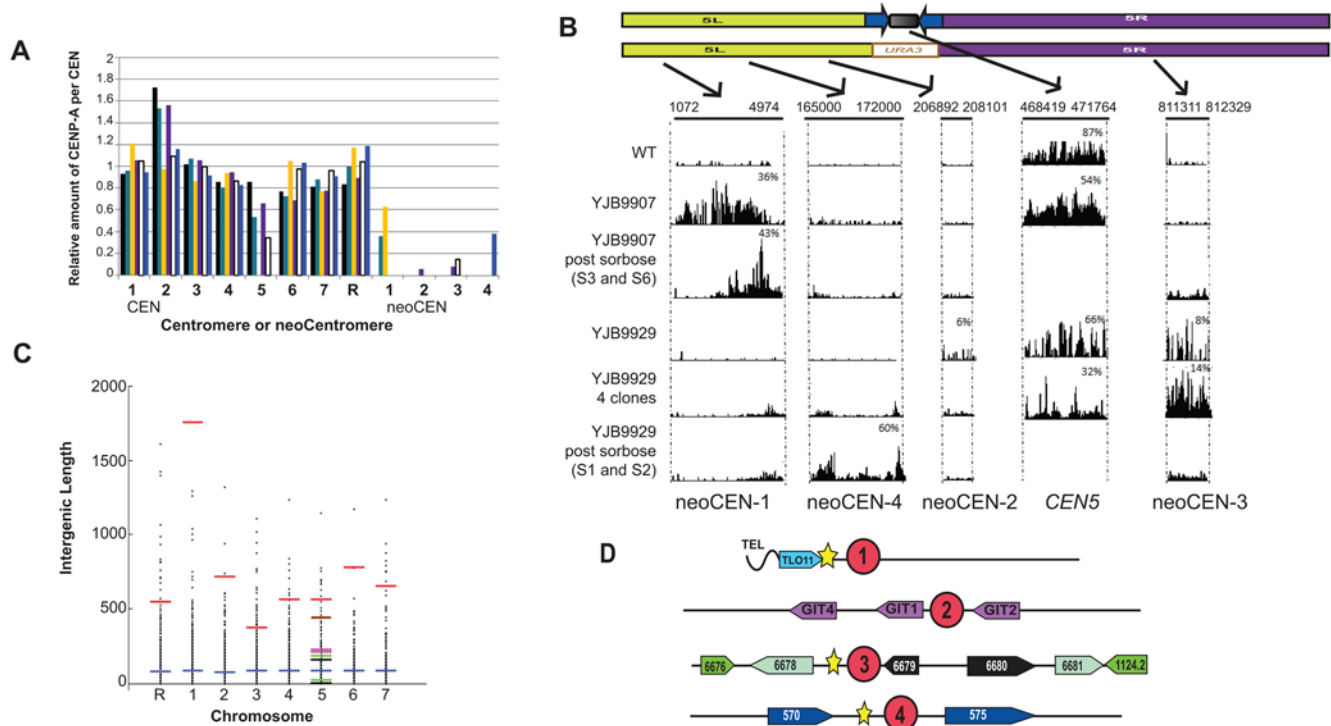 A
Relative amount of CENP-A per CEN
2
1.8
1.6
1.4
1.2
1
0.8
0.6
0.4
0.2
0
1 2 3 4 5 6 7 R 1 2 3 4
CEN neoCEN
Centromere or neoCentromere
B
5L 5R
5L URA3 5R
1072 4974 165000 172000 206892 208101 468419 471764 811311 812329
WT
87%
YJB9907
36% 54%
YJB9907
post sorbose
(S3 and S6)
43%
YJB9929
6% 66% 8%
YJB9929
4 clones
32% 14%
YJB9929
post sorbose
(S1 and S2)
60%
neoCEN-1 neoCEN-4 neoCEN-2 CEN5 neoCEN-3
C
Intergenic Length
2000
1500
1000
500
0
R 1 2 3 4 5 6 7
Chromosome
D
TEL
TLO11 1
GIT4 GIT1 2 GIT2
6676 6678 3 6679 6680 6681 1124.2
570 4 575